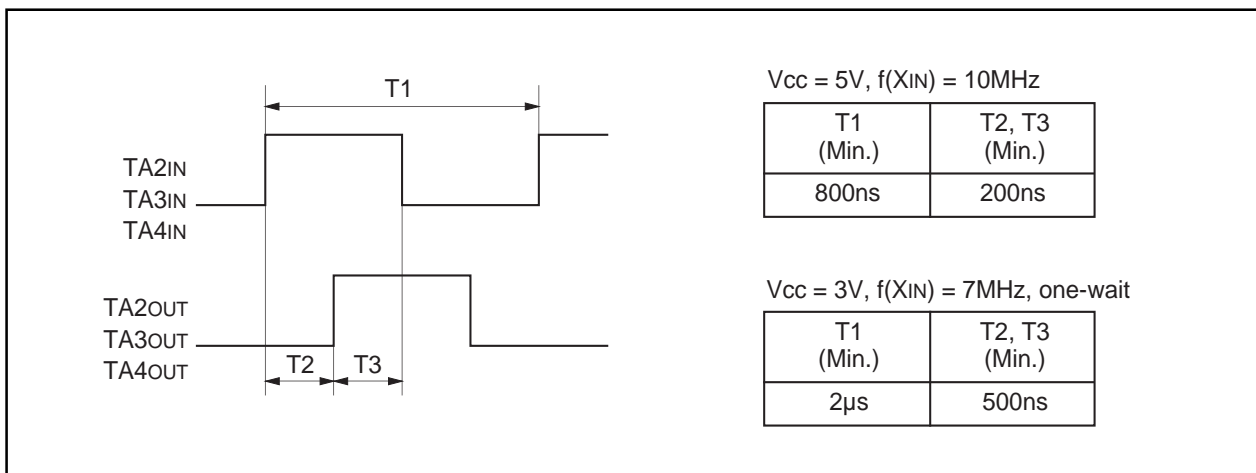 T1
TA2IN
TA3IN
TA4IN
TA2OUT
TA3OUT
TA4OUT
T2 T3
Vcc = 5V, f(XIN) = 10MHz
T1 T2, T3
(Min.) (Min.)
800ns 200ns
Vcc = 3V, f(XIN) = 7MHz, one-wait
T1 T2, T3
(Min.) (Min.)
2µs 500ns